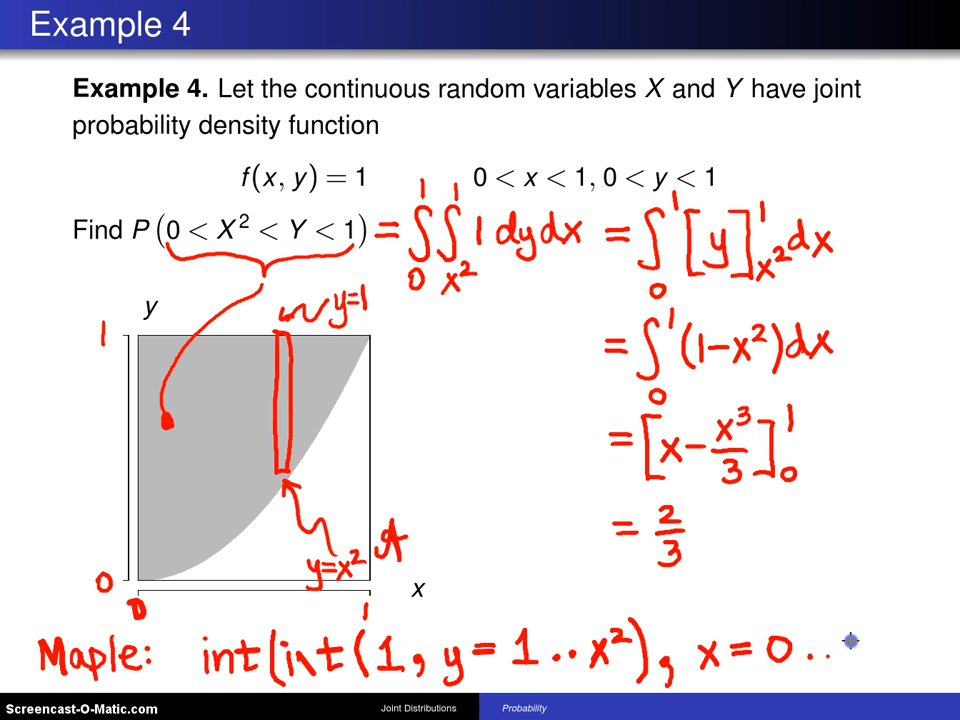 Example 4
Example 4. Let the continuous random variables X and Y have joint
probability density function
f(x, y) = 1 0 < x < 1, 0 < y < 1
Find P(0 < X² < Y < 1) = ∫₀¹ ∫ₓ²¹ 1 dy dx = ∫₀¹ [y]ₓ²¹ dx
= ∫₀¹ (1-x²) dx
= [x - x³/3]₀¹
= 2/3
y
y=1
1
y=x²
A
0
x
0 1
Maple: int(int(1, y = 1 .. x²), x = 0 ..
Screencast-O-Matic.com Joint Distributions Probability